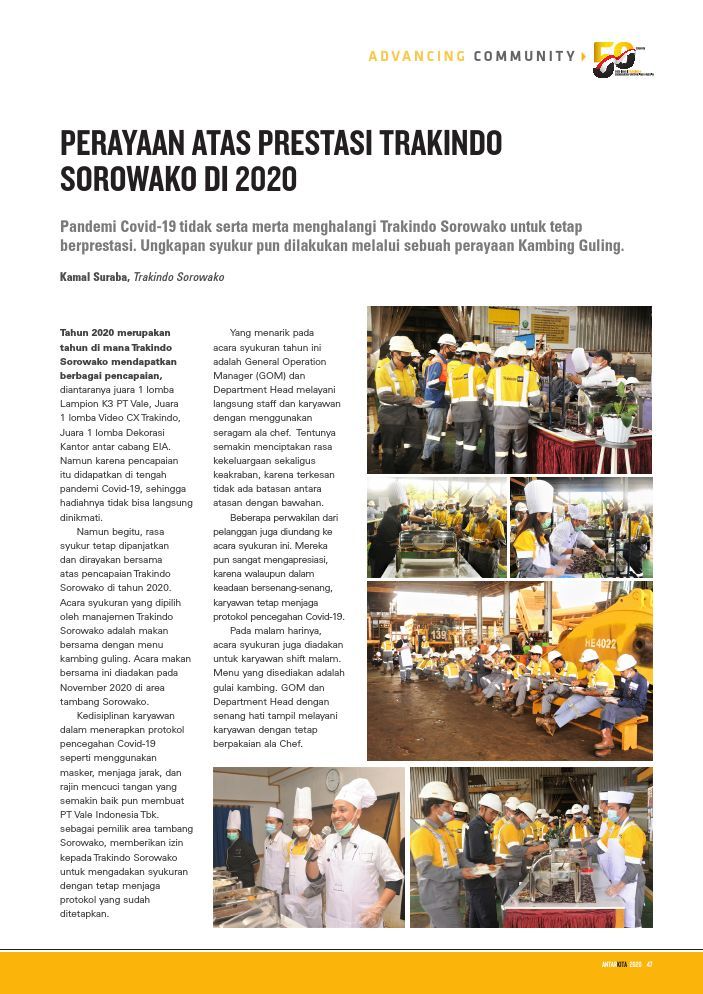 ADVANCING COMMUNITY
50
PERAYAAN ATAS PRESTASI TRAKINDO
SOROWAKO DI 2020
Pandemi Covid-19 tidak serta merta menghalangi Trakindo Sorowako untuk tetap
berprestasi. Ungkapan syukur pun dilakukan melalui sebuah perayaan Kambing Guling.
Kamal Suraba, Trakindo Sorowako
Tahun 2020 merupakan
tahun di mana Trakindo
Sorowako mendapatkan
berbagai pencapaian,
diantaranya juara 1 lomba
Lampion K3 PT Vale, Juara
1 lomba Video CX Trakindo,
Juara 1 lomba Dekorasi
Kantor antar cabang EIA.
Namun karena pencapaian
itu didapatkan di tengah
pandemi Covid-19, sehingga
hadiahnya tidak bisa langsung
dinikmati.
Namun begitu, rasa
syukur tetap dipanjatkan
dan dirayakan bersama
atas pencapaian Trakindo
Sorowako di tahun 2020.
Acara syukuran yang dipilih
oleh manajemen Trakindo
Sorowako adalah makan
bersama dengan menu
kambing guling. Acara makan
bersama ini diadakan pada
November 2020 di area
tambang Sorowako.
Kedisiplinan karyawan
dalam menerapkan protokol
pencegahan Covid-19
seperti menggunakan
masker, menjaga jarak, dan
rajin mencuci tangan yang
semakin baik pun membuat
PT Vale Indonesia Tbk.
sebagai pemilik area tambang
Sorowako, memberikan izin
kepada Trakindo Sorowako
untuk mengadakan syukuran
dengan tetap menjaga
protokol yang sudah
ditetapkan.
Yang menarik pada
acara syukuran tahun ini
adalah General Operation
Manager (GOM) dan
Department Head melayani
langsung staff dan karyawan
dengan menggunakan
seragam ala chef. Tentunya
semakin menciptakan rasa
kekeluargaan sekaligus
keakraban, karena terkesan
tidak ada batasan antara
atasan dengan bawahan.
Beberapa perwakilan dari
pelanggan juga diundang ke
acara syukuran ini. Mereka
pun sangat mengapresiasi,
karena walaupun dalam
keadaan bersenang-senang,
karyawan tetap menjaga
protokol pencegahan Covid-19.
Pada malam harinya,
acara syukuran juga diadakan
untuk karyawan shift malam.
Menu yang disediakan adalah
gulai kambing. GOM dan
Department Head dengan
senang hati tampil melayani
karyawan dengan tetap
berpakaian ala Chef.
139
HE4022
ANTARKITA 2020 47